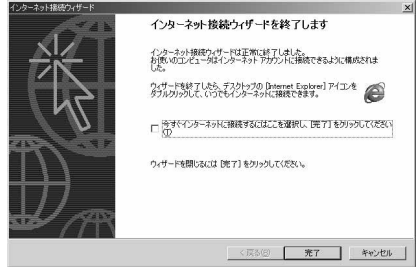 インターネット接続ウィザード
インターネット接続ウィザードを終了します
インターネット接続ウィザードは正常に終了しました。
お使いのコンピュータはインターネット アカウントに接続できるように構成されま
した。
ウィザードを終了したら、デスクトップの [Internet Explorer] アイコンを
ダブルクリックして、いつでもインターネットに接続できます。
今すぐインターネットに接続するにはここを選択し、[完了] をクリックしてください
(T)
ウィザードを閉じるには [完了] をクリックしてください。
< 戻る(B)
完了
キャンセル